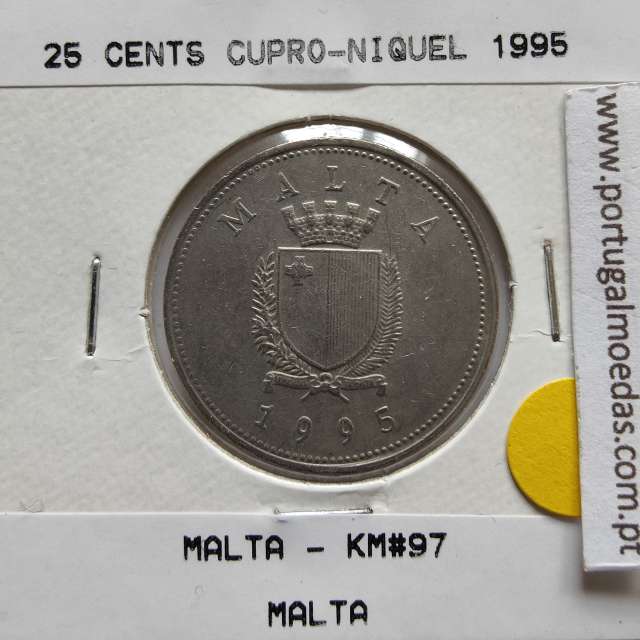 25 CENTS CUPRO-NIQUEL 1995
MALTA
1995
www.portugalmoedas.com.pt
MALTA - KM#97
MALTA